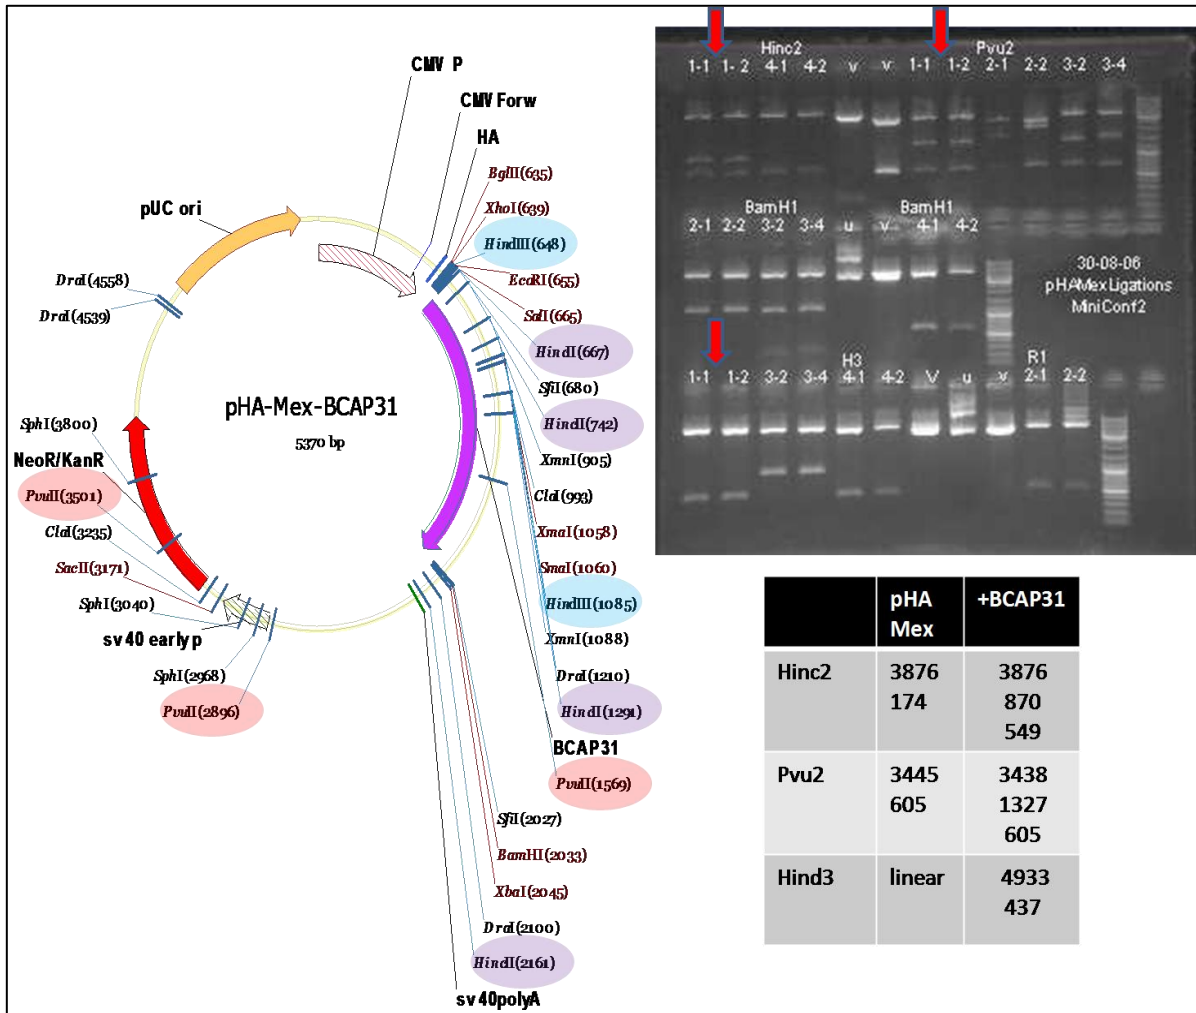 CMV P
CMV Forw
HA
BglII(635)
XhoI(639)
HindIII(648)
EcoRI(655)
SalI(665)
HindII(667)
SfiI(680)
HindII(742)
XmnI(905)
ClaI(993)
XmaI(1058)
SmaI(1060)
HindIII(1085)
XmnI(1088)
DraI(1210)
HindII(1291)
BCAP31
PvuII(1569)
SfiI(2027)
BamHI(2033)
XbaI(2045)
DraI(2100)
HindII(2161)
sv40polyA
pUC ori
DraI(4558)
DraI(4539)
pHA-Mex-BCAP31
5370 bp
SphI(3800)
NeoR/KanR
PvuII(3501)
ClaI(3235)
SacII(3171)
SphI(3040)
sv40 early p
SphI(2968)
PvuII(2896)
Hinc2 Pvu2
1-1 1-2 4-1 4-2 v v 1-1 1-2 2-1 2-2 3-2 3-4
BamH1 BamH1
2-1 2-2 3-2 3-4 u v 4-1 4-2
30-08-06
pHAMexLigations
MiniConf2
H3 R1
1-1 1-2 3-2 3-4 4-1 4-2 V u v 2-1 2-2
pHA Mex +BCAP31
Hinc2 3876 3876
174 870
549
Pvu2 3445 3438
605 1327
605
Hind3 linear 4933
437